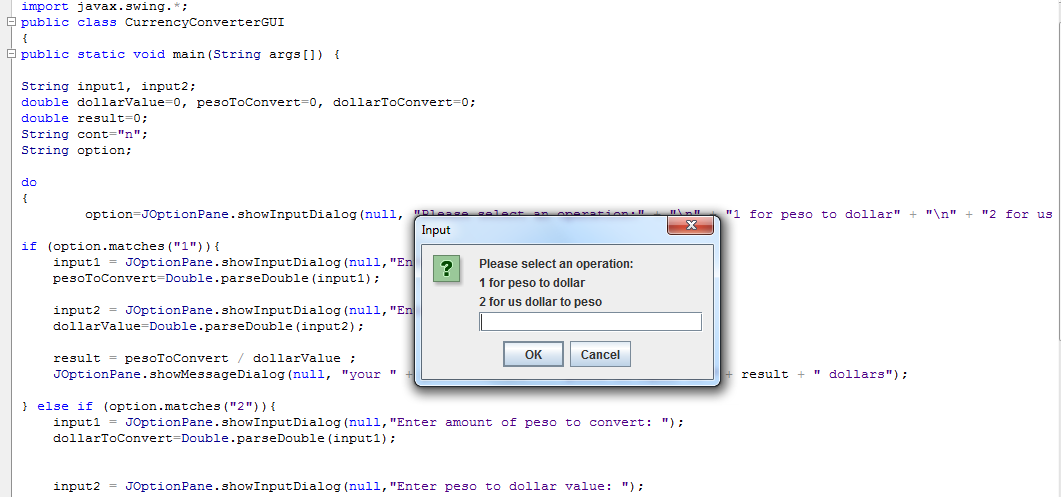 import javax.swing.*;
public class CurrencyConverterGUI
{
public static void main(String args[]) {
String input1, input2;
double dollarValue=0, pesoToConvert=0, dollarToConvert=0;
double result=0;
String cont="n";
String option;
do
{
option=JOptionPane.showInputDialog(null, "Please select an operation:" + "\n" + "1 for peso to dollar" + "\n" + "2 for us
if (option.matches("1")){
input1 = JOptionPane.showInputDialog(null,"En
pesoToConvert=Double.parseDouble(input1);
input2 = JOptionPane.showInputDialog(null,"En
dollarValue=Double.parseDouble(input2);
result = pesoToConvert / dollarValue ;
JOptionPane.showMessageDialog(null, "your " + + result + " dollars");
} else if (option.matches("2")){
input1 = JOptionPane.showInputDialog(null,"Enter amount of peso to convert: ");
dollarToConvert=Double.parseDouble(input1);
input2 = JOptionPane.showInputDialog(null,"Enter peso to dollar value: ");
Input
x
?
Please select an operation:
1 for peso to dollar
2 for us dollar to peso
OK
Cancel